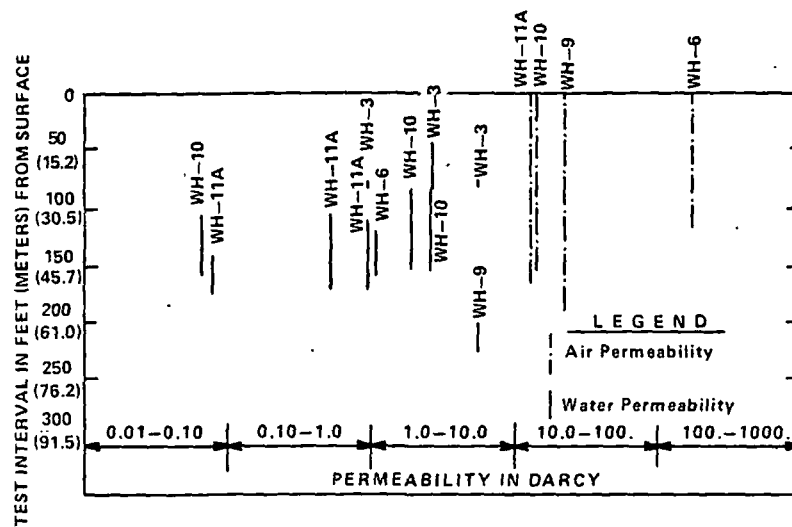 TEST INTERVAL IN FEET (METERS) FROM SURFACE
0
50
(15.2)
100
(30.5)
150
(45.7)
200
(61.0)
250
(76.2)
300
(91.5)
WH-10
WH-11A
WH-11A
WH-11A
WH-3
WH-6
WH-10
WH-3
WH-10
WH-3
WH-9
WH-11A
WH-10
WH-9
WH-6
LEGEND
Air Permeability
Water Permeability
0.01-0.10
0.10-1.0
1.0-10.0
10.0-100.
100.-1000.
PERMEABILITY IN DARCY